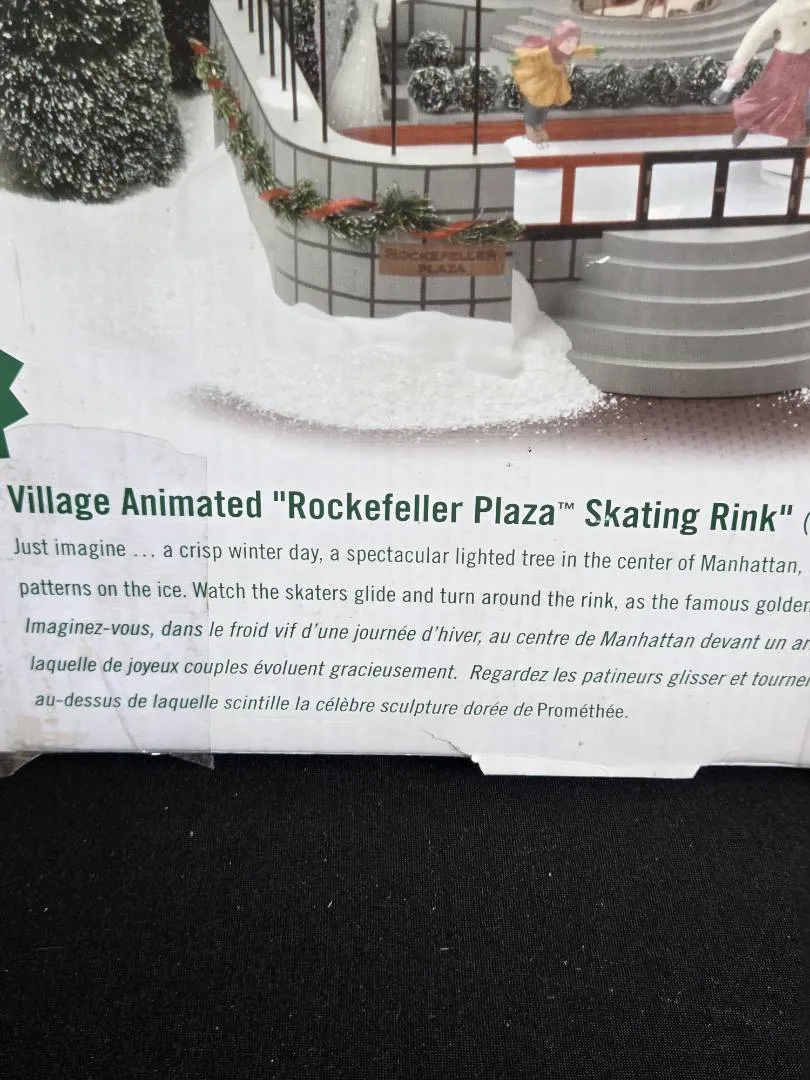 ROCKEFELLER
PLAZA
Village Animated "Rockefeller Plaza™ Skating Rink" (
Just imagine ... a crisp winter day, a spectacular lighted tree in the center of Manhattan,
patterns on the ice. Watch the skaters glide and turn around the rink, as the famous golden
Imaginez-vous, dans le froid vif d'une journée d'hiver, au centre de Manhattan devant un
laquelle de joyeux couples évoluent gracieusement. Regardez les patineurs glisser et
au-dessus de laquelle scintille la célèbre sculpture dorée de Prométhée.